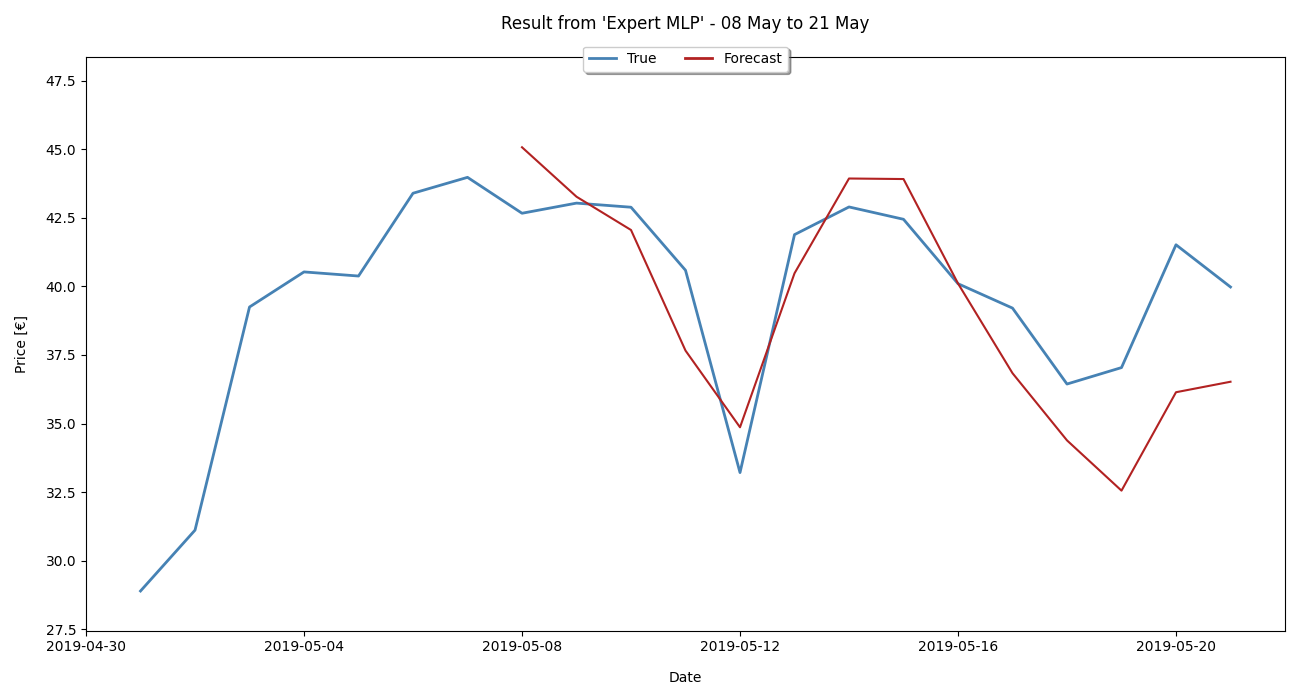 Result from 'Expert MLP' - 08 May to 21 May
True Forecast
47.5
45.0
42.5
40.0
37.5
35.0
32.5
30.0
27.5
Price [€]
2019-04-30 2019-05-04 2019-05-08 2019-05-12 2019-05-16 2019-05-20
Date